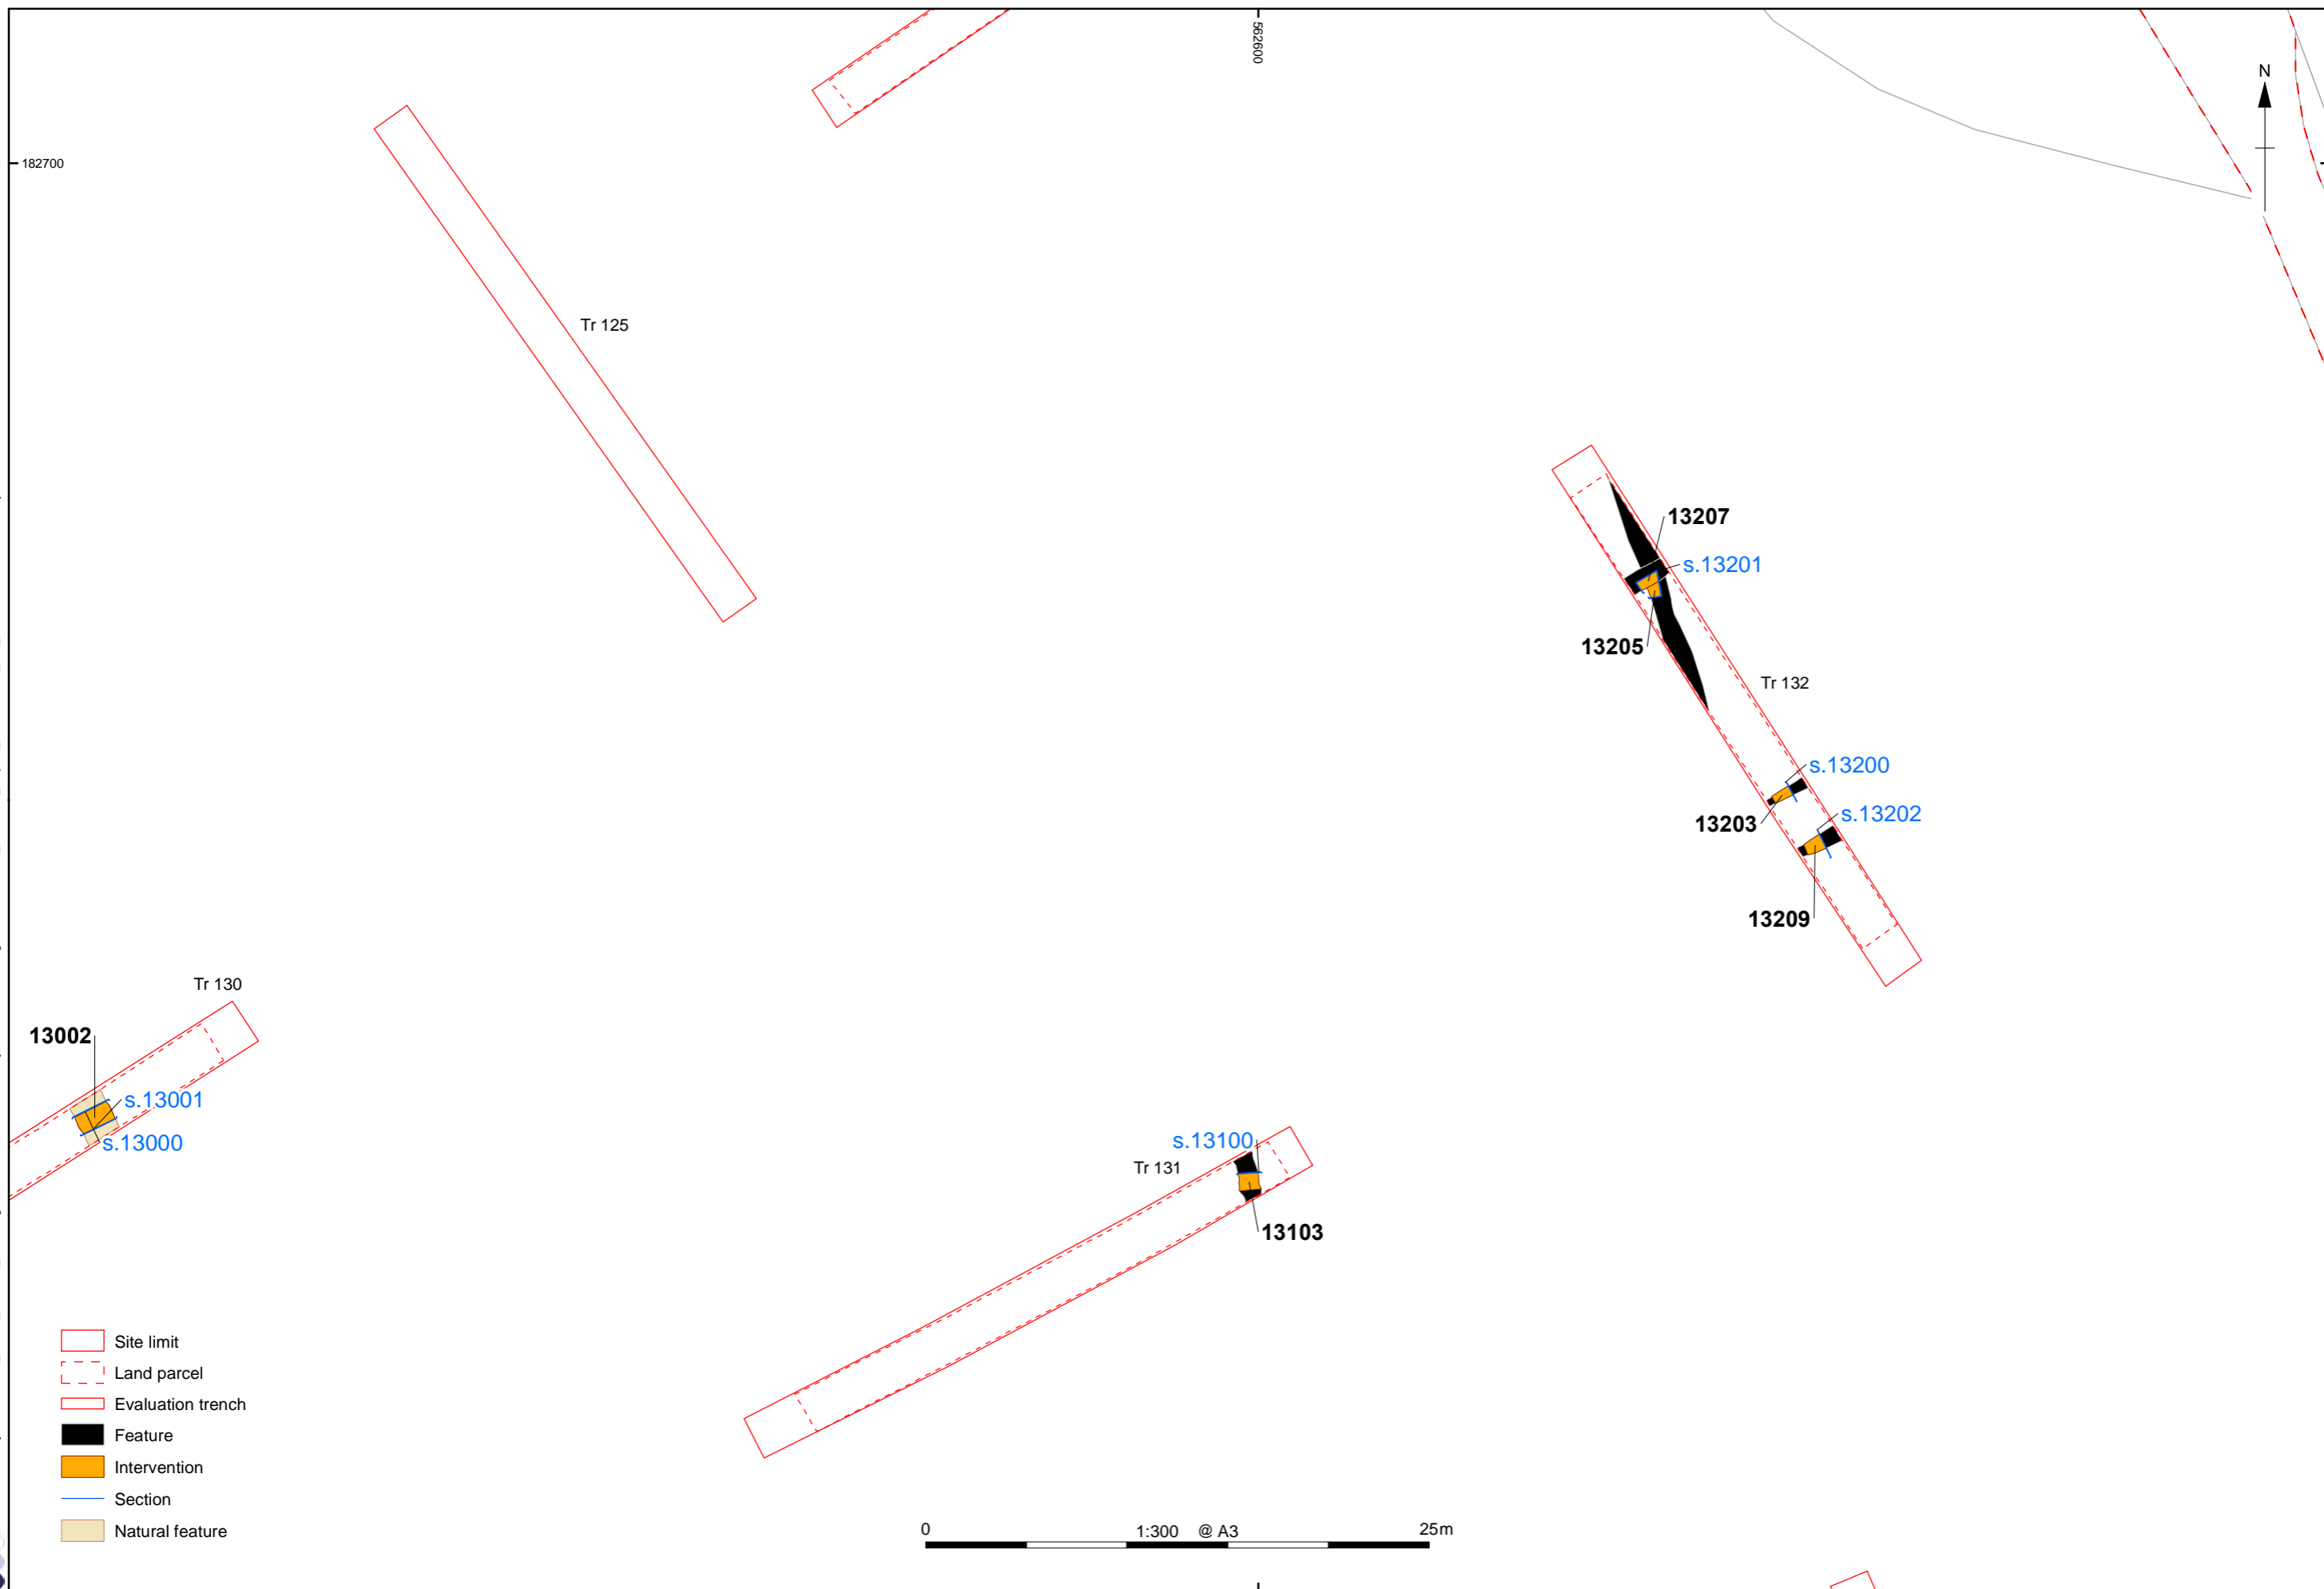 562600
N
182700
Tr 125
13207
s.13201
13205
Tr 132
s.13200
13203
s.13202
13209
Tr 130
13002
s.13001
s.13000
s.13100
Tr 131
13103
Site limit
Land parcel
Evaluation trench
Feature
Intervention
Section
Natural feature
0 1:300 @ A3 25m